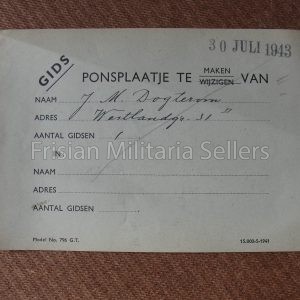 30 JULI 1943
GIDS
PONSPLAATJE TE MAKEN WIJZIGEN VAN
NAAM J. M. Dogterom
ADRES Westlandgr. 31
AANTAL GIDSEN 1
Frisian Militaria Sellers
N:
NAAM
ADRES
AANTAL GIDSEN
Model No. 796 G.T. 15.000-5-1941